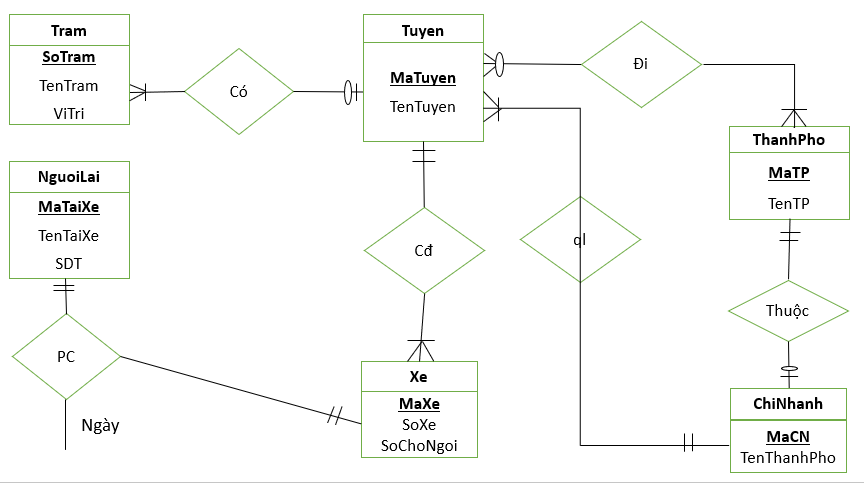 Tram
SoTram
TenTram
ViTri
Có
Tuyen
MaTuyen
TenTuyen
Đi
ThanhPho
MaTP
TenTP
NguoiLai
MaTaiXe
TenTaiXe
SDT
Cđ
ql
Thuộc
PC
Ngày
Xe
MaXe
SoXe
SoChoNgoi
ChiNhanh
MaCN
TenThanhPho